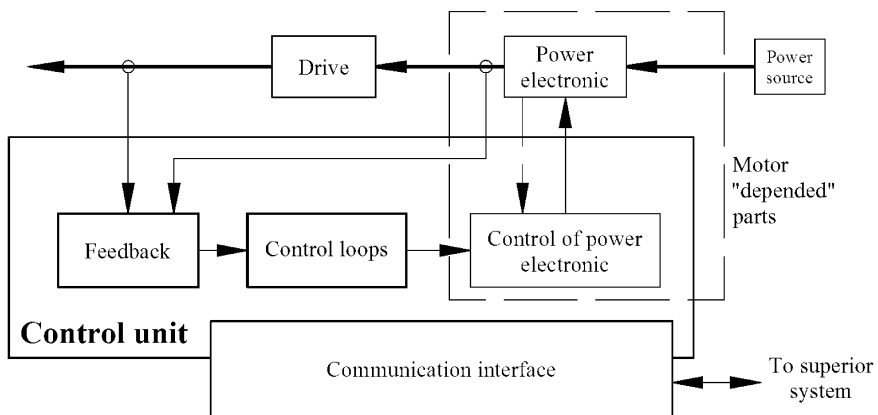 Drive
Power
electronic
Power
source
Motor
"depended"
parts
Feedback
Control loops
Control of power
electronic
Control unit
Communication interface
To superior
system